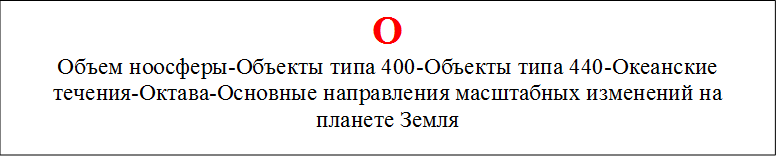 О
Объем ноосферы-Объекты типа 400-Объекты типа 440-Океанские
течения-Октава-Основные направления масштабных изменений на
планете Земля